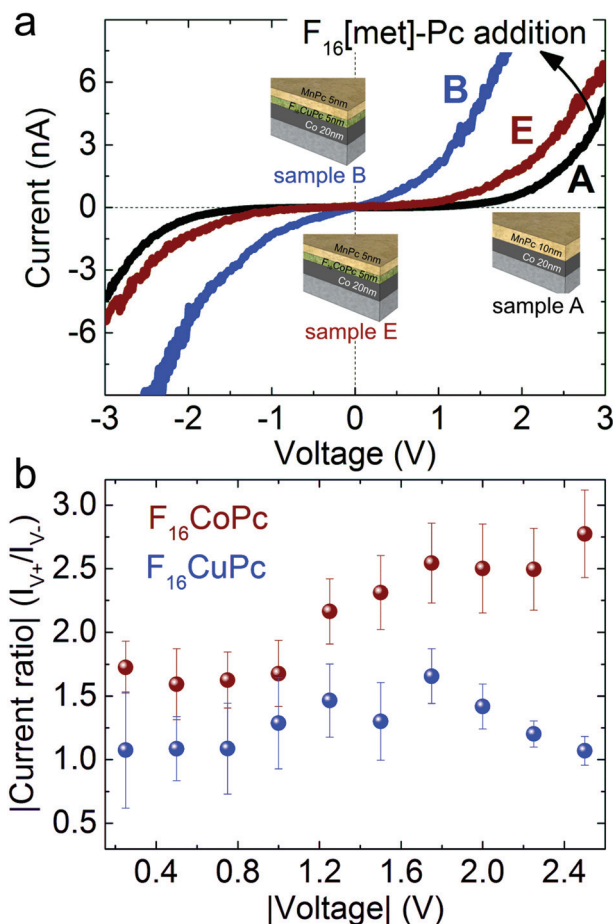 a
F₁₆[met]-Pc addition
B
E
A
MnPc 5nm
F₁₆CuPc 5nm
Co 20nm
sample B
MnPc 5nm
F₁₆CoPc 5nm
Co 20nm
sample E
MnPc 10nm
Co 20nm
sample A
Current (nA)
6
3
0
-3
-6
-3 -2 -1 0 1 2 3
Voltage (V)
b
F₁₆CoPc
F₁₆CuPc
|Current ratio| (I_V+/I_V-)
3.0
2.5
2.0
1.5
1.0
0.5
0.4 0.8 1.2 1.6 2.0 2.4
|Voltage| (V)